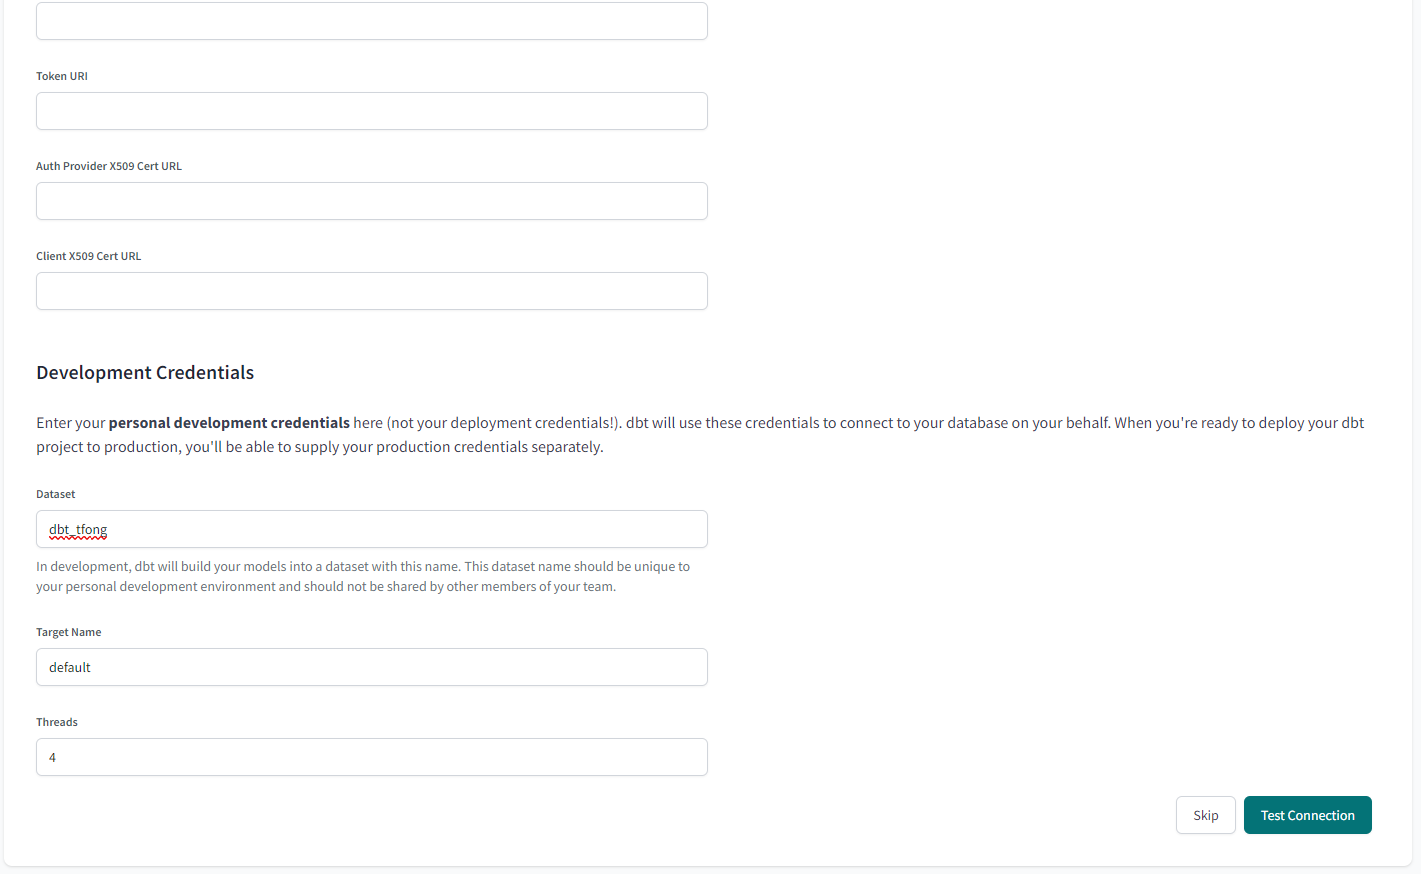 Token URI
Auth Provider X509 Cert URL
Client X509 Cert URL
Development Credentials
Enter your personal development credentials here (not your deployment credentials!). dbt will use these credentials to connect to your database on your behalf. When you're ready to deploy your dbt
project to production, you'll be able to supply your production credentials separately.
Dataset
dbt_tfong
In development, dbt will build your models into a dataset with this name. This dataset name should be unique to
your personal development environment and should not be shared by other members of your team.
Target Name
default
Threads
4
Skip Test Connection